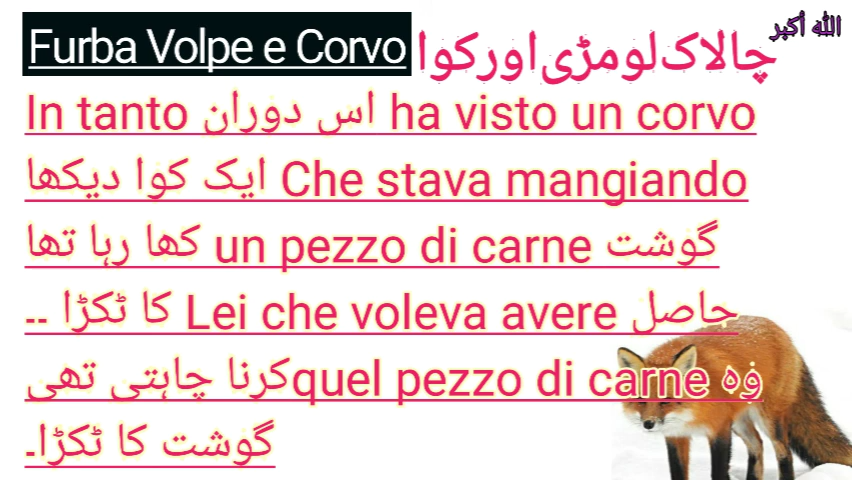 الله أكبر
Furba Volpe e Corvo چالاک لومڑی اور کوا
In tanto اس دوران ha visto un corvo
ایک کوا دیکھا Che stava mangiando
گوشت کھا رہا تھا un pezzo di carne
کا ٹکڑا ۔۔ Lei che voleva avere حاصل
کرنا چاہتی تھی quel pezzo di carne وہ
گوشت کا ٹکڑا۔